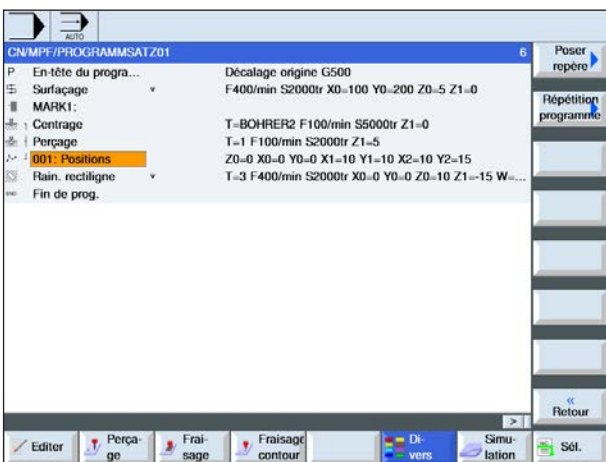 AUTO
CN/MPF/PROGRAMMSATZ01 6
P En-tête du progra... Décalage origine G500
Surfaçage F400/min S2000tr X0=100 Y0=200 Z0=5 Z1=0
MARK1:
Centrage T=BOHRER2 F100/min S5000tr Z1=0
Perçage T=1 F100/min S2000tr Z1=5
001: Positions Z0=0 X0=0 Y0=0 X1=10 Y1=10 X2=10 Y2=15
Rain. rectiligne T=3 F400/min S2000tr X0=0 Y0=0 Z0=10 Z1=-15 W=...
END Fin de prog.
Poser
repère
Répétition
programme
«
Retour
>
Editer
Perça-
ge
Frai-
sage
Fraisage
contour
Di-
vers
Simu-
lation
Sél.